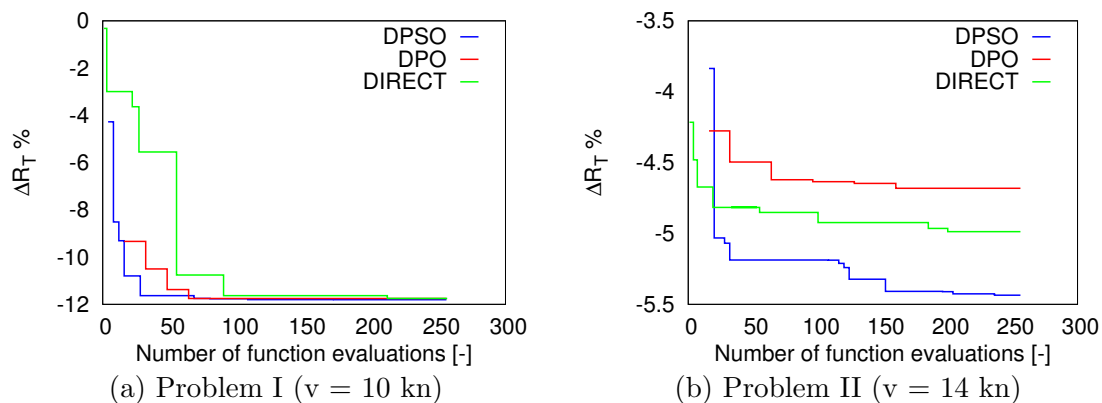 0
-2
-4
-6
-8
-10
-12
ΔR_T %
DPSO
DPO
DIRECT
0 50 100 150 200 250 300
Number of function evaluations [-]
(a) Problem I (v = 10 kn)
-3.5
-4
-4.5
-5
-5.5
ΔR_T %
DPSO
DPO
DIRECT
0 50 100 150 200 250 300
Number of function evaluations [-]
(b) Problem II (v = 14 kn)